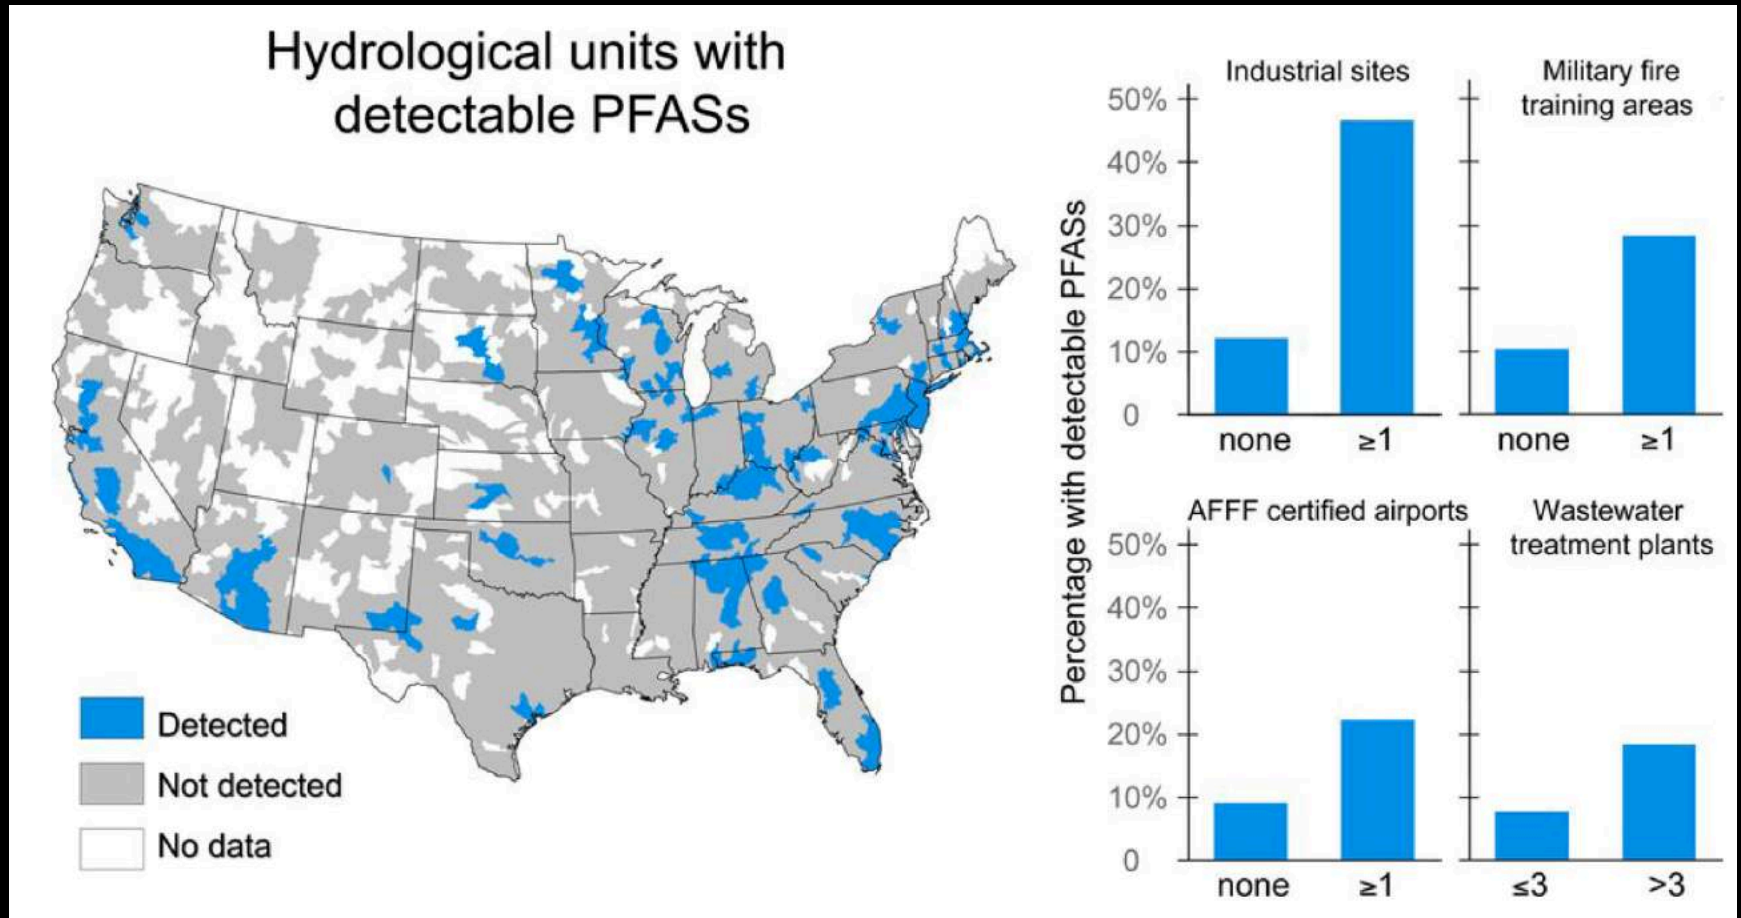 Hydrological units with
detectable PFASs
Detected
Not detected
No data
Percentage with detectable PFASs
Industrial sites
50%
40%
30%
20%
10%
0
none
≥1
Military fire
training areas
none
≥1
AFFF certified airports
50%
40%
30%
20%
10%
0
none
≥1
Wastewater
treatment plants
≤3
>3